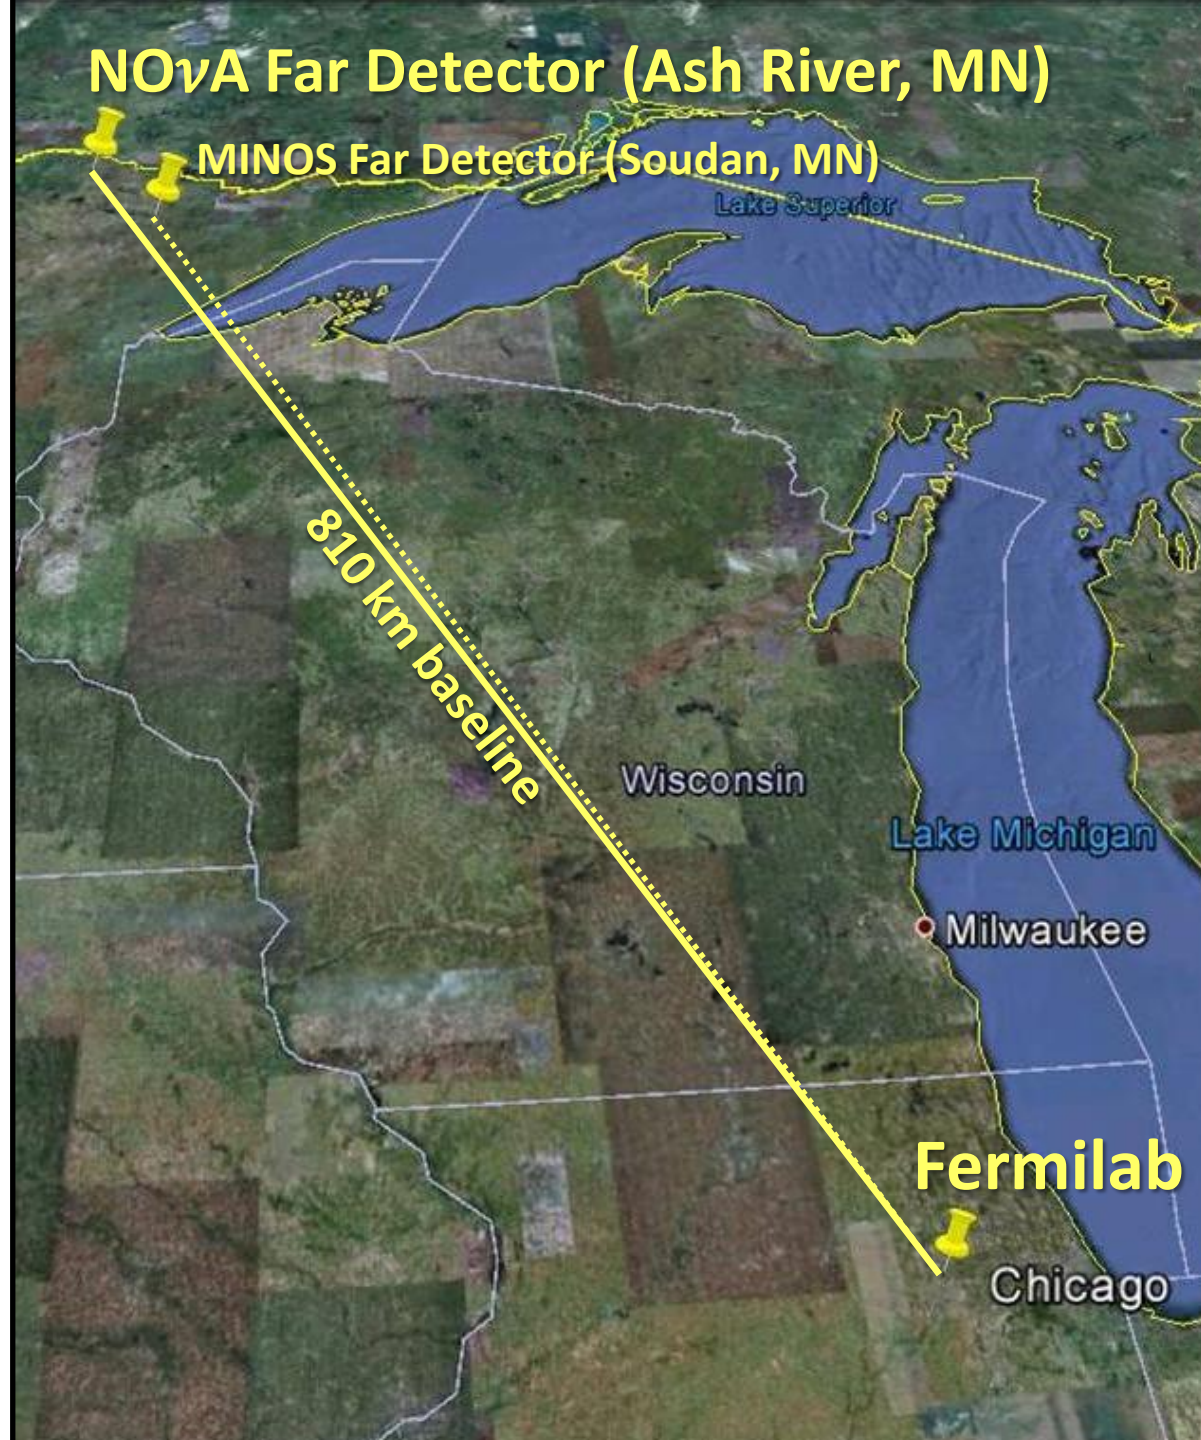 NOνA Far Detector (Ash River, MN)
MINOS Far Detector (Soudan, MN)
Lake Superior
810 km baseline
Wisconsin
Lake Michigan
Milwaukee
Fermilab
Chicago